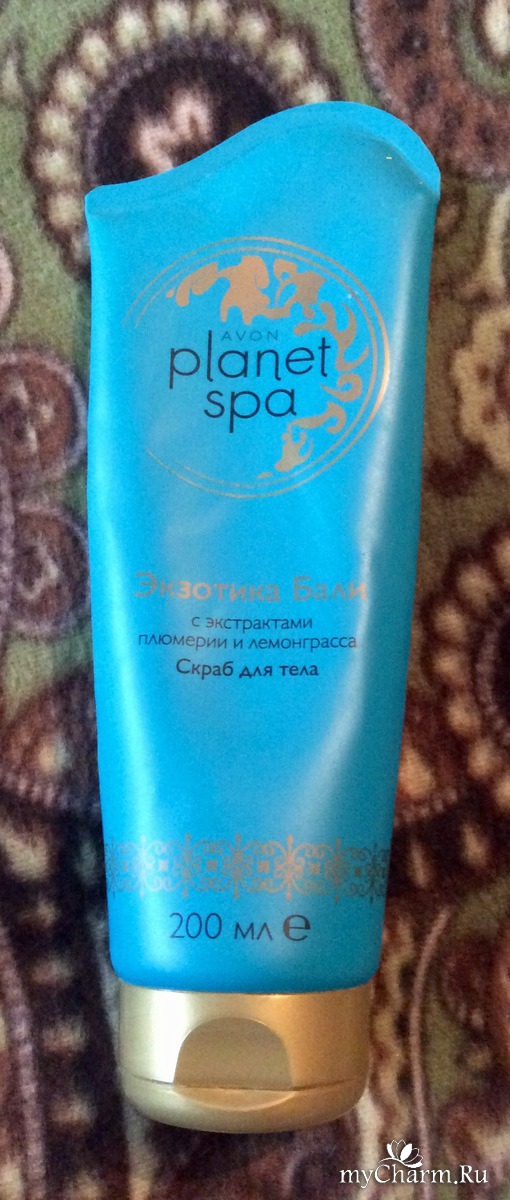 AVON
planet
spa
Экзотика Бали
с экстрактами
плюмерии и лемонграсса
Скраб для тела
200 мл e
myCharm.Ru